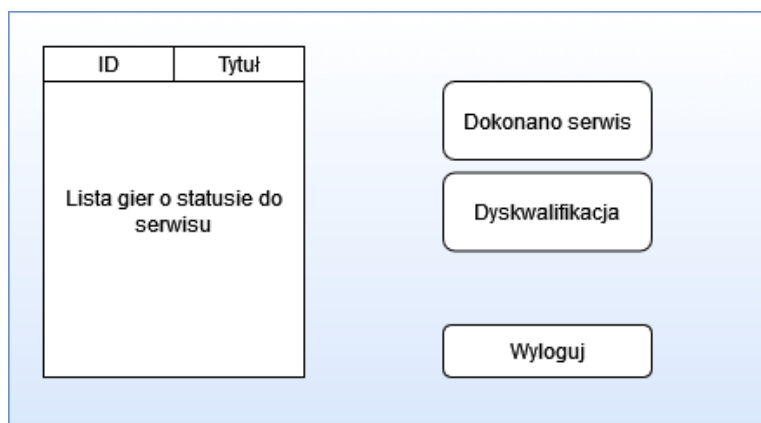 ID
Tytuł
Lista gier o statusie do
serwisu
Dokonano serwis
Dyskwalifikacja
Wyloguj